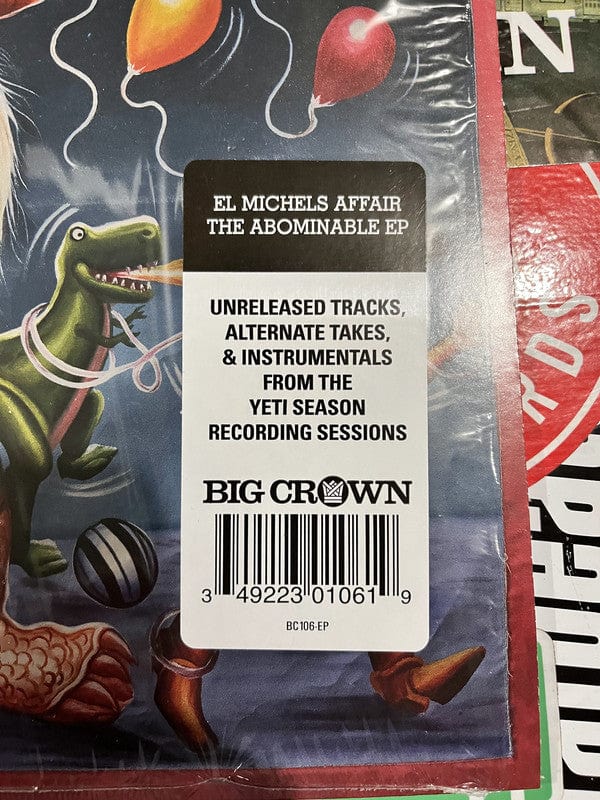 N
EL MICHELS AFFAIR
THE ABOMINABLE EP
UNRELEASED TRACKS,
ALTERNATE TAKES,
& INSTRUMENTALS
FROM THE
YETI SEASON
RECORDING SESSIONS
BIG CROWN
3 49223 01061 9
BC106-EP
RDS